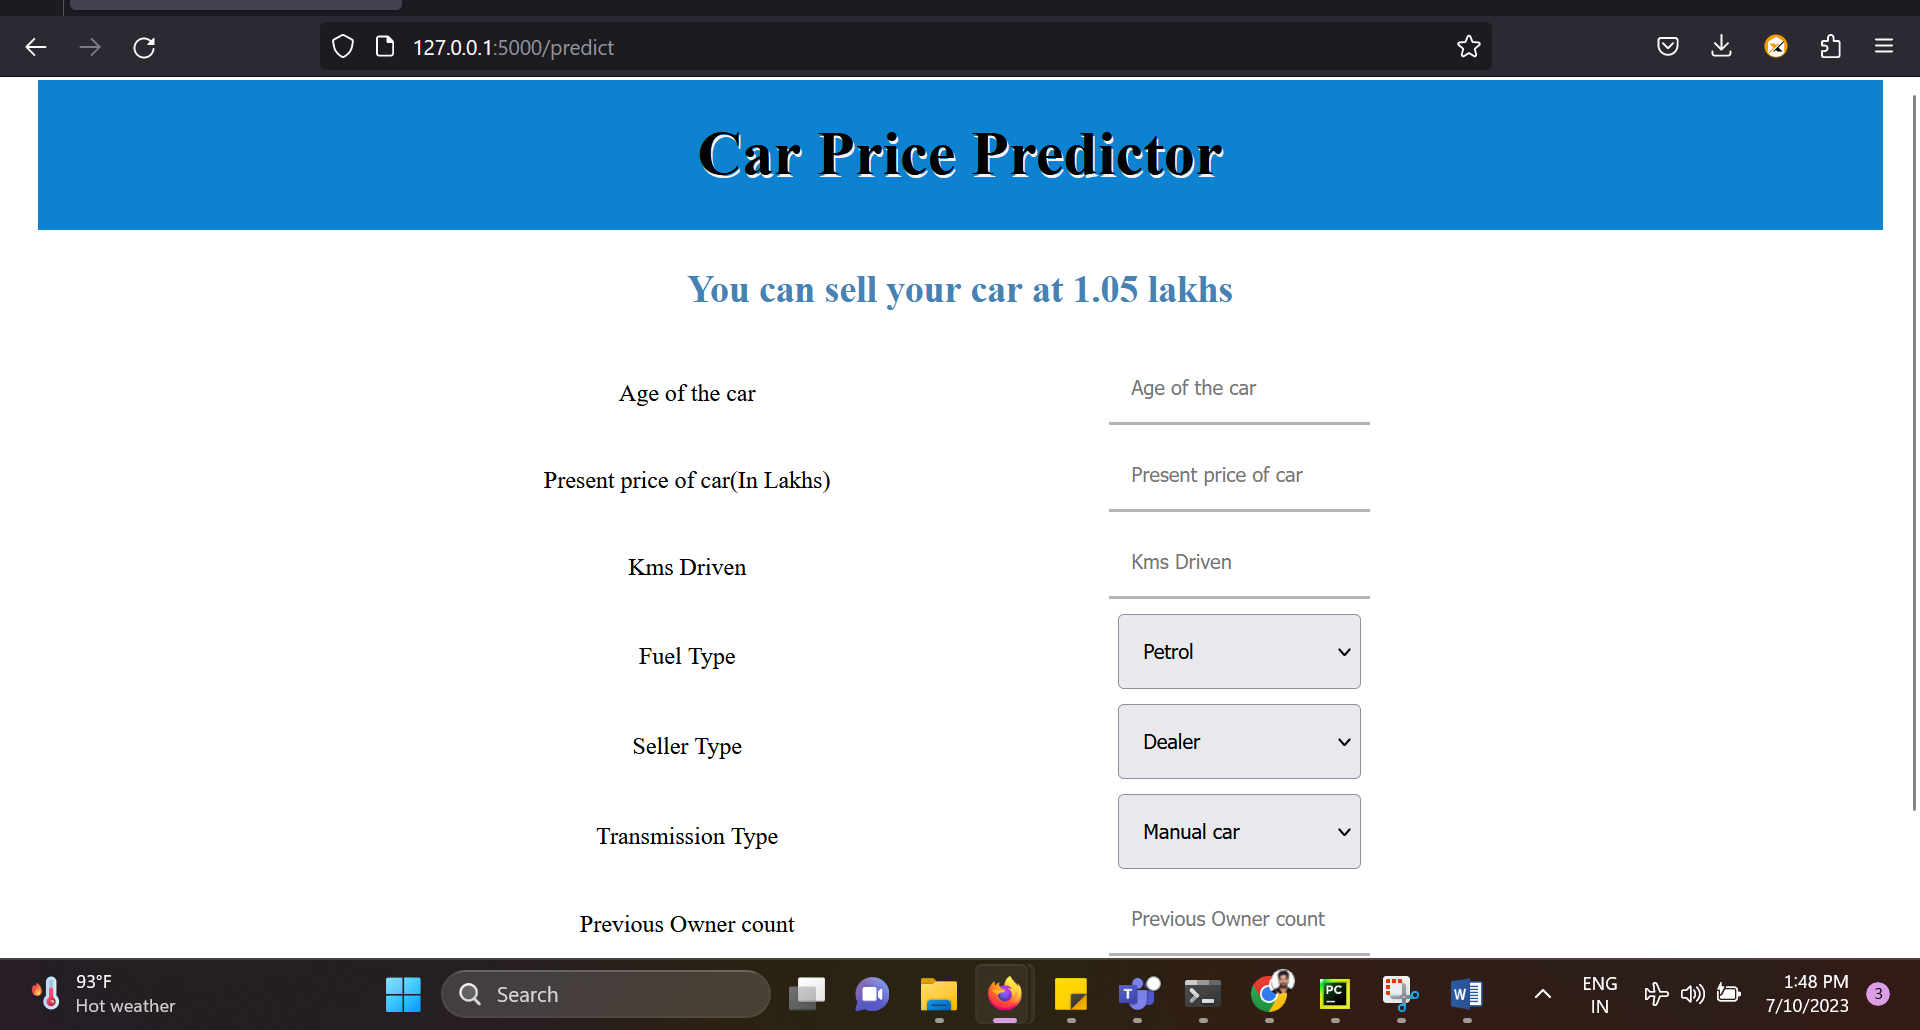 127.0.0.1:5000/predict
Car Price Predictor
You can sell your car at 1.05 lakhs
Age of the car
Age of the car
Present price of car(In Lakhs)
Present price of car
Kms Driven
Kms Driven
Fuel Type
Petrol
Seller Type
Dealer
Transmission Type
Manual car
Previous Owner count
Previous Owner count
93°F
Hot weather
Search
T
PC
W
ENG
IN
1:48 PM
7/10/2023
3